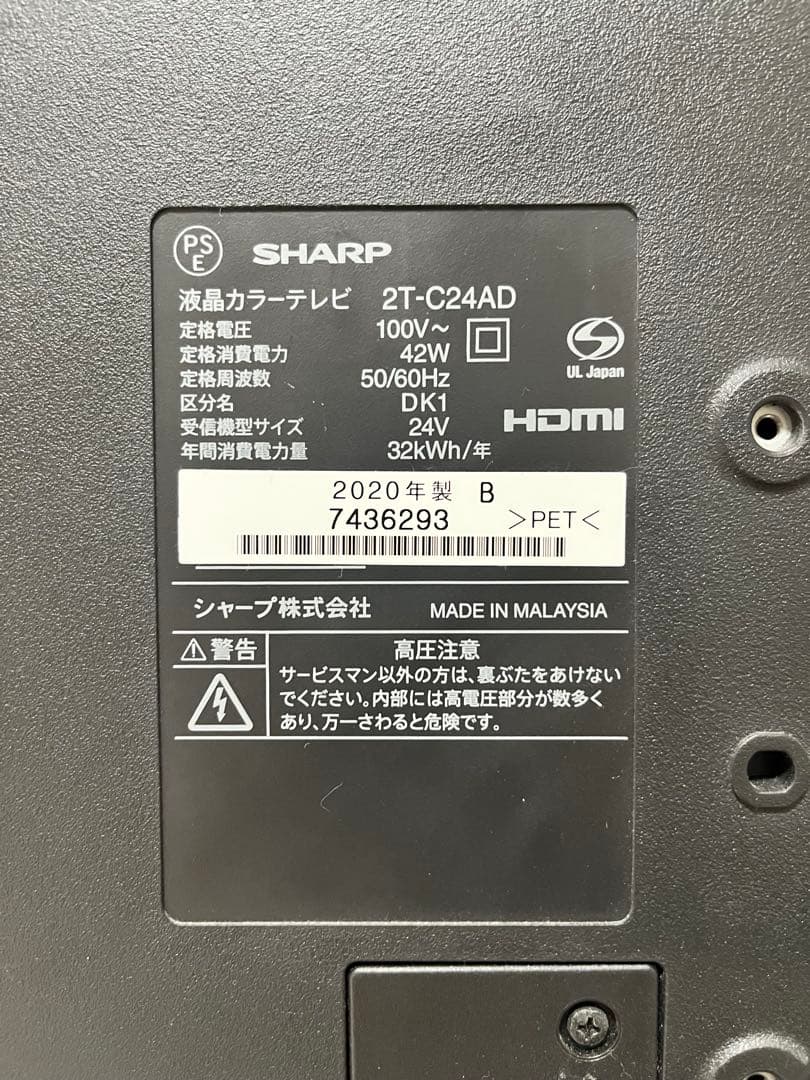 PS
E
SHARP
液晶カラーテレビ 2T-C24AD
定格電圧 100V～
定格消費電力 42W
定格周波数 50/60Hz
区分名 DK1
受信機型サイズ 24V
年間消費電力量 32kWh/年
UL Japan
HDMI
2020年製 B
7436293 >PET<
シャープ株式会社 MADE IN MALAYSIA
⚠警告 高圧注意
サービスマン以外の方は、裏ぶたをあけない
でください。内部には高電圧部分が数多く
あり、万一さわると危険です。